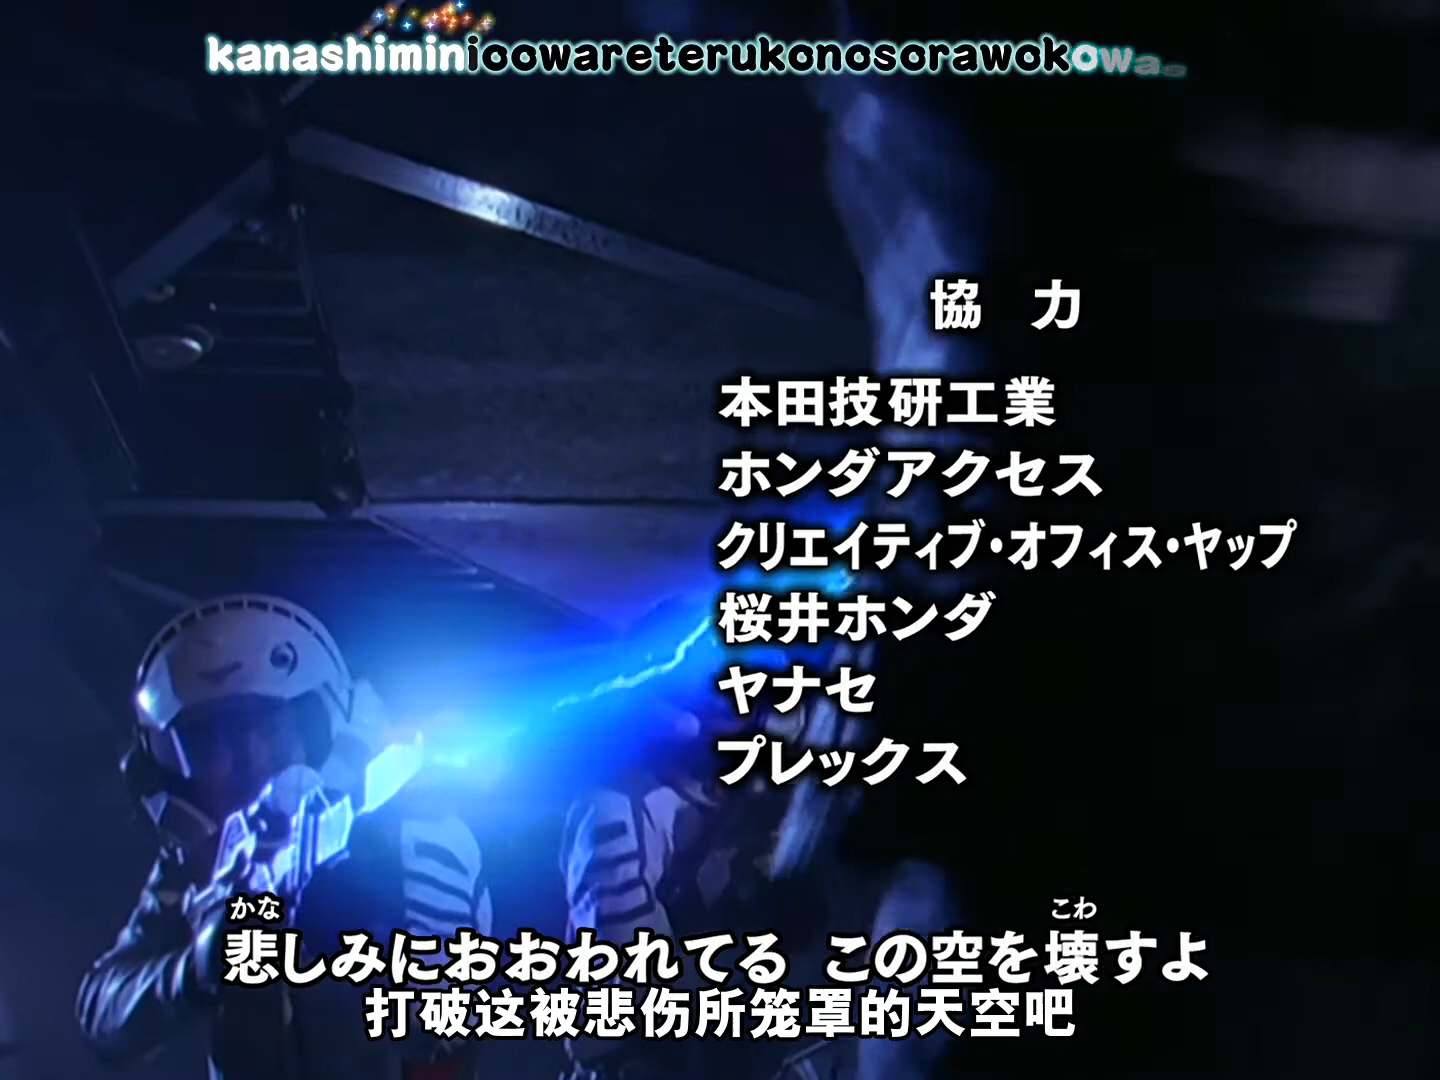 kanashiminioowareterukonosorawokowas
協　力
本田技研工業
ホンダアクセス
クリエイティブ・オフィス・ヤップ
桜井ホンダ
ヤナセ
プレックス
かな こわ
悲しみにおおわれてる この空を壊すよ
打破这被悲伤所笼罩的天空吧